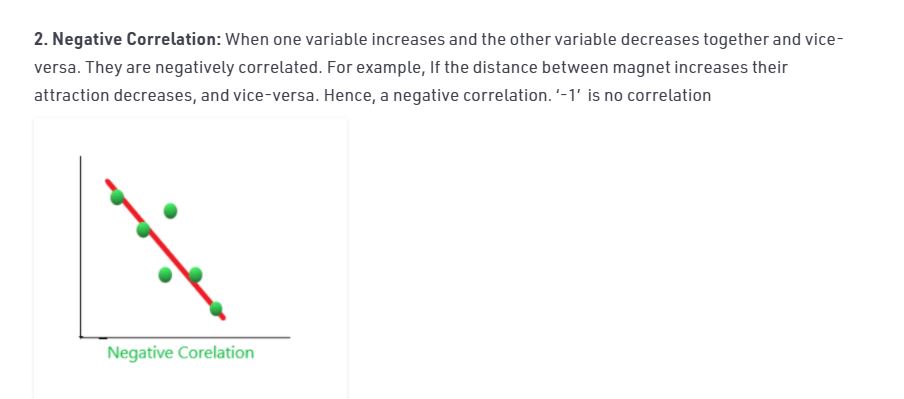 2. Negative Correlation: When one variable increases and the other variable decreases together and vice-
versa. They are negatively correlated. For example, If the distance between magnet increases their
attraction decreases, and vice-versa. Hence, a negative correlation. ‘-1’ is no correlation
Negative Corelation